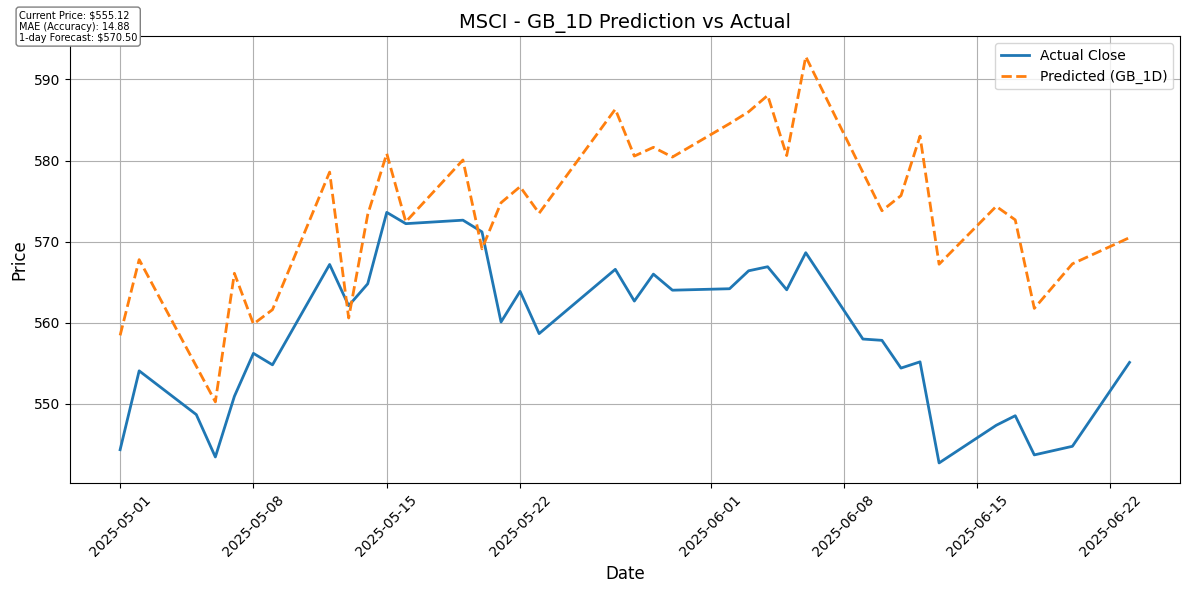 Current Price: $555.12
MAE (Accuracy): 14.88
1-day Forecast: $570.50
MSCI - GB_1D Prediction vs Actual
Actual Close
Predicted (GB_1D)
Price
590
580
570
560
550
2025-05-01
2025-05-08
2025-05-15
2025-05-22
2025-06-01
2025-06-08
2025-06-15
2025-06-22
Date